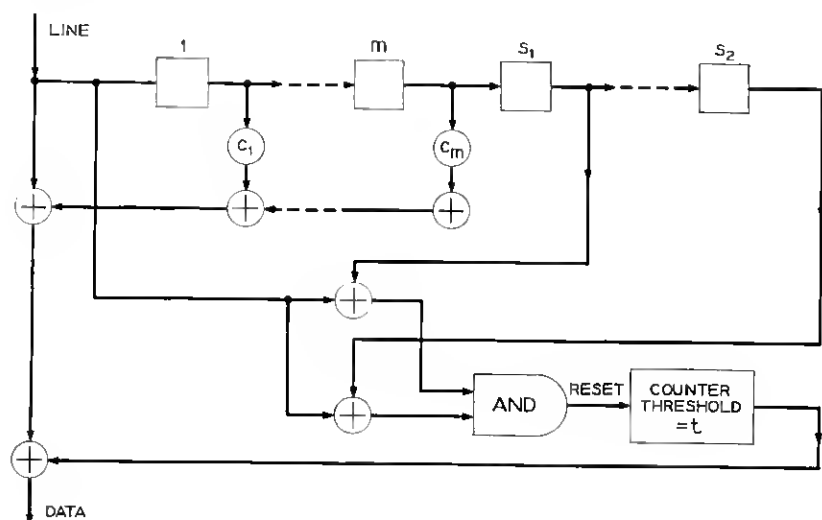 LINE
1
m
S1
S2
C1
Cm
+
+
+
+
+
AND
RESET
COUNTER
THRESHOLD
=t
+
DATA